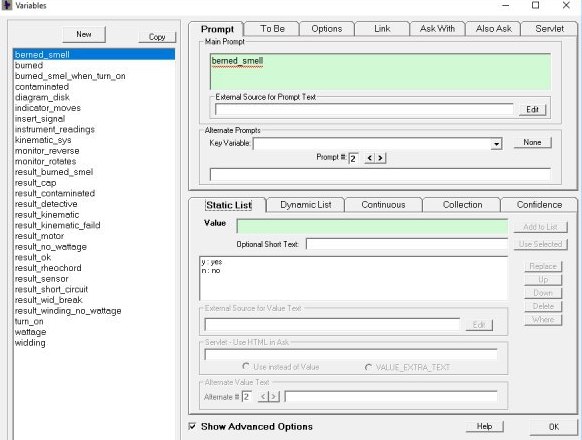 Variables
New
Copy
berned_smell
burned
burned_smel_when_turn_on
contaminated
diagram_disk
indicator_moves
insert_signal
instrument_readings
kinematic_sys
monitor_reverse
monitor_rotates
result_burned_smel
result_cap
result_contaminated
result_detective
result_kinematic
result_kinematic_faild
result_motor
result_no_wattage
result_ok
result_rheochord
result_sensor
result_short_circuit
result_wid_break
result_winding_no_wattage
turn_on
wattage
widding
Prompt To Be Options Link Ask With Also Ask Servlet
Main Prompt
berned_smell
External Source for Prompt Text
Edit
Alternate Prompts
Key Variable: None
Prompt #: 2 < >
Static List Dynamic List Continuous Collection Confidence
Value Add to List
Optional Short Text: Use Selected
y : yes
n : no
Replace
Up
Down
Delete
Where
External Source for Value Text
Edit
Servlet - Use HTML in Ask
Use instead of Value VALUE_EXTRA_TEXT
Alternate Value Text
Alternate # 2 < >
Show Advanced Options Help OK